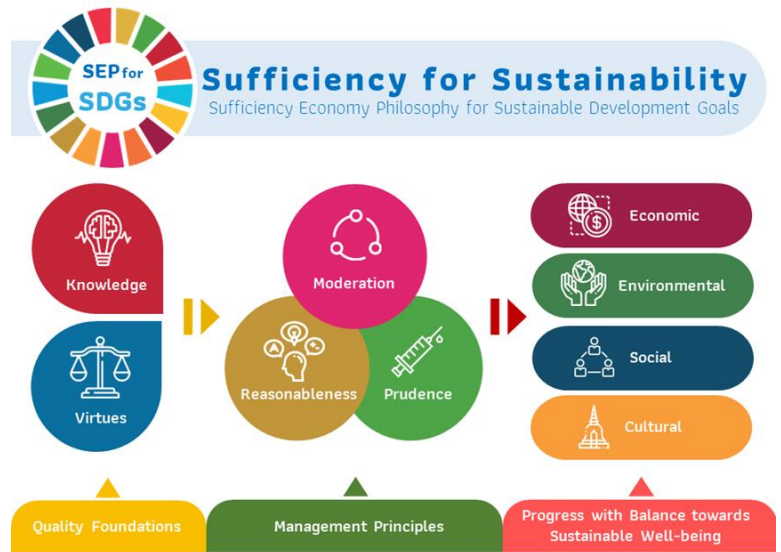 SEP for
SDGs
Sufficiency for Sustainability
Sufficiency Economy Philosophy for Sustainable Development Goals
Knowledge
Virtues
Moderation
Reasonableness
Prudence
$
Economic
Environmental
Social
Cultural
Quality Foundations
Management Principles
Progress with Balance towards
Sustainable Well-being